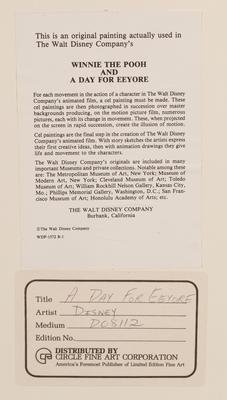 This is an original painting actually used in
The Walt Disney Company's
WINNIE THE POOH
AND
A DAY FOR EEYORE
For each movement in the action of a character in The Walt Disney
Company's animated film, a cel painting must be made. These
cel paintings are then photographed in succession over master
backgrounds producing, on the motion picture film, numerous
pictures, each with its change in movement. These, when projected
on the screen in rapid succession, create the illusion of motion.
Cel paintings are the final step in the creation of The Walt Disney
Company's animated film. With story sketches the artists express
their first creative ideas, then with animation drawings they give
life and movement to the characters.
The Walt Disney Company's originals are included in many
important Museums and private collections. Notable among these
are: The Metropolitan Museum of Art, New York; Museum of
Modern Art, New York; Cleveland Museum of Art; Toledo
Museum of Art; William Rockhill Nelson Gallery, Kansas City,
Mo.; Phillips Memorial Gallery, Washington, D.C.; San Fran-
cisco Museum of Art; Honolulu Academy of Arts; etc.
THE WALT DISNEY COMPANY
Burbank, California
©The Walt Disney Company
WDP-1572 R-1
Title A DAY FOR EEYORE
Artist DISNEY
Medium DO8112
Edition No.
DISTRIBUTED BY
CIRCLE FINE ART CORPORATION
America's Foremost Publisher of Limited Edition Fine Art